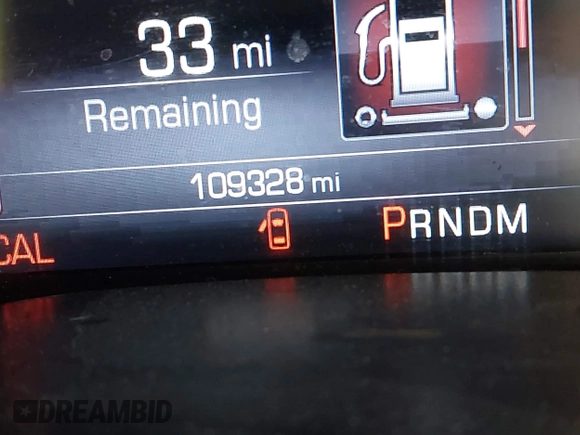 33 mi
Remaining
109328 mi
CAL
PRNDM
DREAMBID